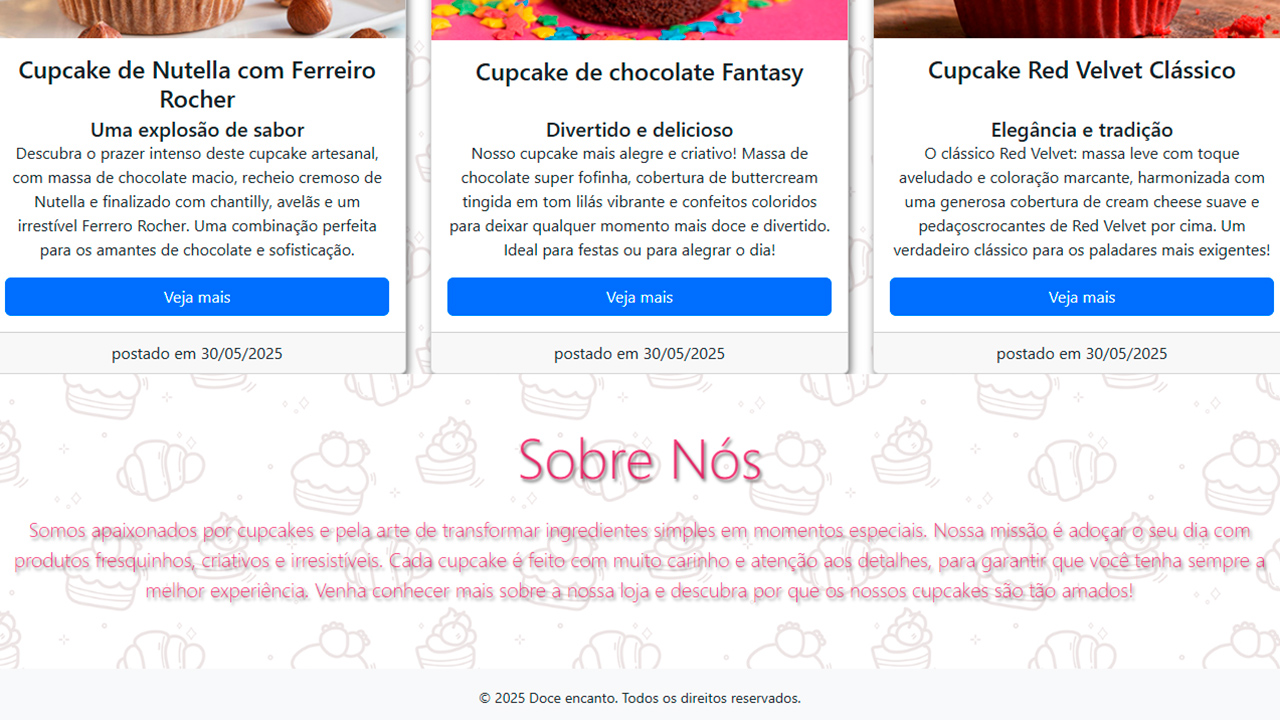 Cupcake de Nutella com Ferreiro
Rocher
Uma explosão de sabor
Descubra o prazer intenso deste cupcake artesanal,
com massa de chocolate macio, recheio cremoso de
Nutella e finalizado com chantilly, avelãs e um
irrestível Ferrero Rocher. Uma combinação perfeita
para os amantes de chocolate e sofisticação.
Veja mais
postado em 30/05/2025
Cupcake de chocolate Fantasy
Divertido e delicioso
Nosso cupcake mais alegre e criativo! Massa de
chocolate super fofinha, cobertura de buttercream
tingida em tom lilás vibrante e confeitos coloridos
para deixar qualquer momento mais doce e divertido.
Ideal para festas ou para alegrar o dia!
Veja mais
postado em 30/05/2025
Cupcake Red Velvet Clássico
Elegância e tradição
O clássico Red Velvet: massa leve com toque
aveludado e coloração marcante, harmonizada com
uma generosa cobertura de cream cheese suave e
pedaçoscrocantes de Red Velvet por cima. Um
verdadeiro clássico para os paladares mais exigentes!
Veja mais
postado em 30/05/2025
Sobre Nós
Somos apaixonados por cupcakes e pela arte de transformar ingredientes simples em momentos especiais. Nossa missão é adoçar o seu dia com
produtos fresquinhos, criativos e irresistíveis. Cada cupcake é feito com muito carinho e atenção aos detalhes, para garantir que você tenha sempre a
melhor experiência. Venha conhecer mais sobre a nossa loja e descubra por que os nossos cupcakes são tão amados!
© 2025 Doce encanto. Todos os direitos reservados.